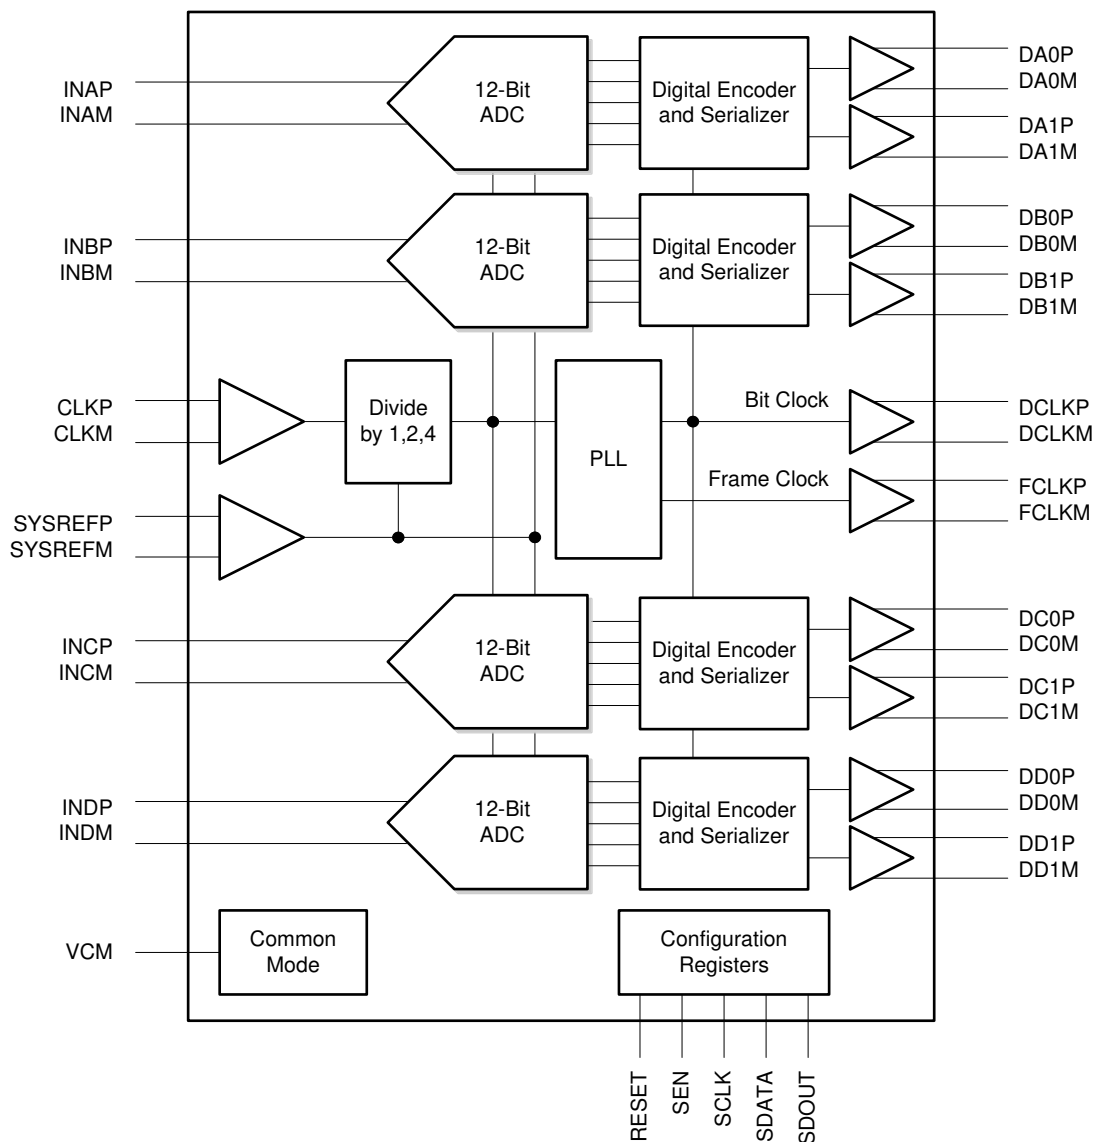 INAP
INAM
12-Bit
ADC
Digital Encoder
and Serializer
DA0P
DA0M
DA1P
DA1M
INBP
INBM
12-Bit
ADC
Digital Encoder
and Serializer
DB0P
DB0M
DB1P
DB1M
CLKP
CLKM
Divide
by 1,2,4
PLL
Bit Clock
DCLKP
DCLKM
Frame Clock
FCLKP
FCLKM
SYSREFP
SYSREFM
INCP
INCM
12-Bit
ADC
Digital Encoder
and Serializer
DC0P
DC0M
DC1P
DC1M
INDP
INDM
12-Bit
ADC
Digital Encoder
and Serializer
DD0P
DD0M
DD1P
DD1M
VCM
Common
Mode
Configuration
Registers
RESET
SEN
SCLK
SDATA
SDOUT